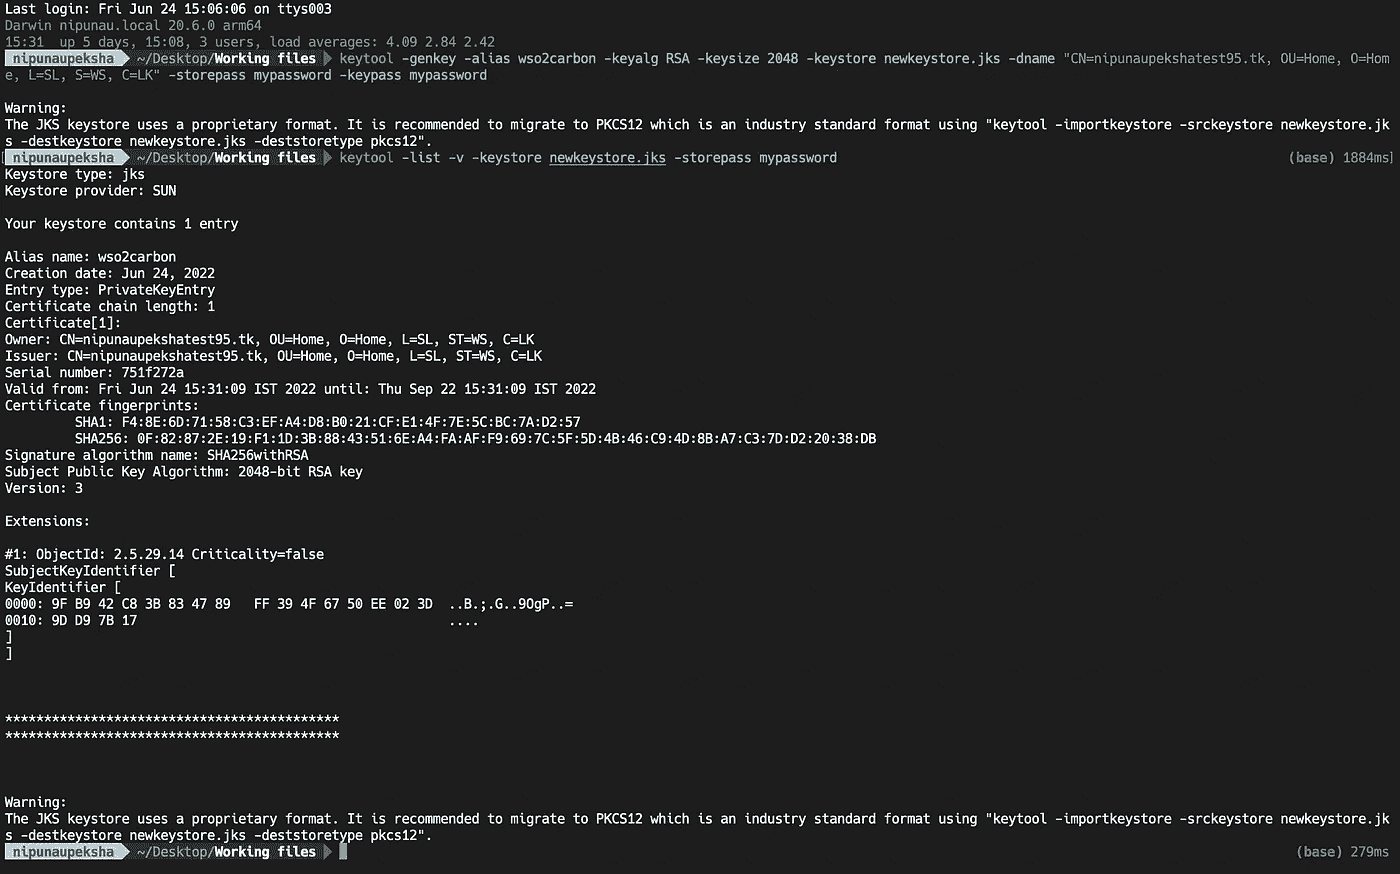 Last login: Fri Jun 24 15:06:06 on ttys003
Darwin nipunau.local 20.6.0 arm64
15:31  up 5 days, 15:08, 3 users, load averages: 4.09 2.84 2.42
nipunaupeksha ~/Desktop/Working files keytool -genkey -alias wso2carbon -keyalg RSA -keysize 2048 -keystore newkeystore.jks -dname "CN=nipunaupekshatest95.tk, OU=Home, O=Hom
e, L=SL, S=WS, C=LK" -storepass mypassword -keypass mypassword
Warning:
The JKS keystore uses a proprietary format. It is recommended to migrate to PKCS12 which is an industry standard format using "keytool -importkeystore -srckeystore newkeystore.jk
s -destkeystore newkeystore.jks -deststoretype pkcs12".
[nipunaupeksha ~/Desktop/Working files keytool -list -v -keystore newkeystore.jks -storepass mypassword (base) 1884ms]
Keystore type: jks
Keystore provider: SUN
Your keystore contains 1 entry
Alias name: wso2carbon
Creation date: Jun 24, 2022
Entry type: PrivateKeyEntry
Certificate chain length: 1
Certificate[1]:
Owner: CN=nipunaupekshatest95.tk, OU=Home, O=Home, L=SL, ST=WS, C=LK
Issuer: CN=nipunaupekshatest95.tk, OU=Home, O=Home, L=SL, ST=WS, C=LK
Serial number: 751f272a
Valid from: Fri Jun 24 15:31:09 IST 2022 until: Thu Sep 22 15:31:09 IST 2022
Certificate fingerprints:
SHA1: F4:8E:6D:71:58:C3:EF:A4:D8:B0:21:CF:E1:4F:7E:5C:BC:7A:D2:57
SHA256: 0F:82:87:2E:19:F1:1D:3B:88:43:51:6E:A4:FA:AF:F9:69:7C:5F:5D:4B:46:C9:4D:8B:A7:C3:7D:D2:20:38:DB
Signature algorithm name: SHA256withRSA
Subject Public Key Algorithm: 2048-bit RSA key
Version: 3
Extensions:
#1: ObjectId: 2.5.29.14 Criticality=false
SubjectKeyIdentifier [
KeyIdentifier [
0000: 9F B9 42 C8 3B 83 47 89   FF 39 4F 67 50 EE 02 3D  ..B.;.G..9OgP..=
0010: 9D D9 7B 17                                        ....
]
]
*******************************************
*******************************************
Warning:
The JKS keystore uses a proprietary format. It is recommended to migrate to PKCS12 which is an industry standard format using "keytool -importkeystore -srckeystore newkeystore.jk
s -destkeystore newkeystore.jks -deststoretype pkcs12".
nipunaupeksha ~/Desktop/Working files (base) 279ms